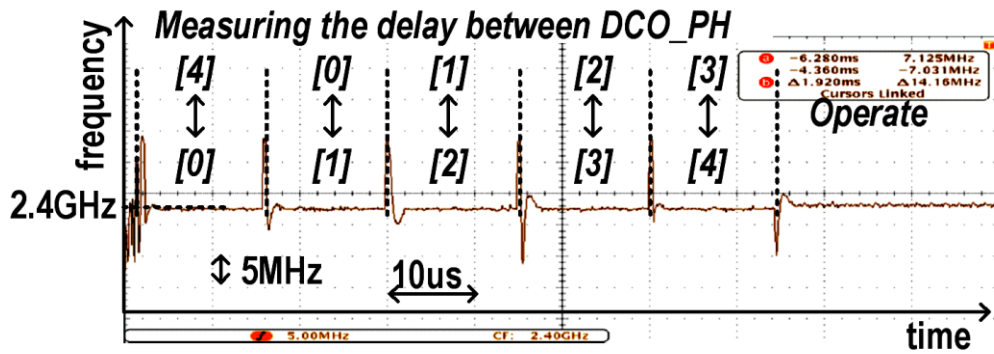 Measuring the delay between DCO_PH
frequency
[4] [0] [1] [2] [3]
[0] [1] [2] [3] [4]
a −6.280ms 7.125MHz
b −4.360ms −7.031MHz
Δ1.920ms Δ14.16MHz
Cursors Linked
Operate
2.4GHz
5MHz
10us
time
5.00MHz CF: 2.40GHz